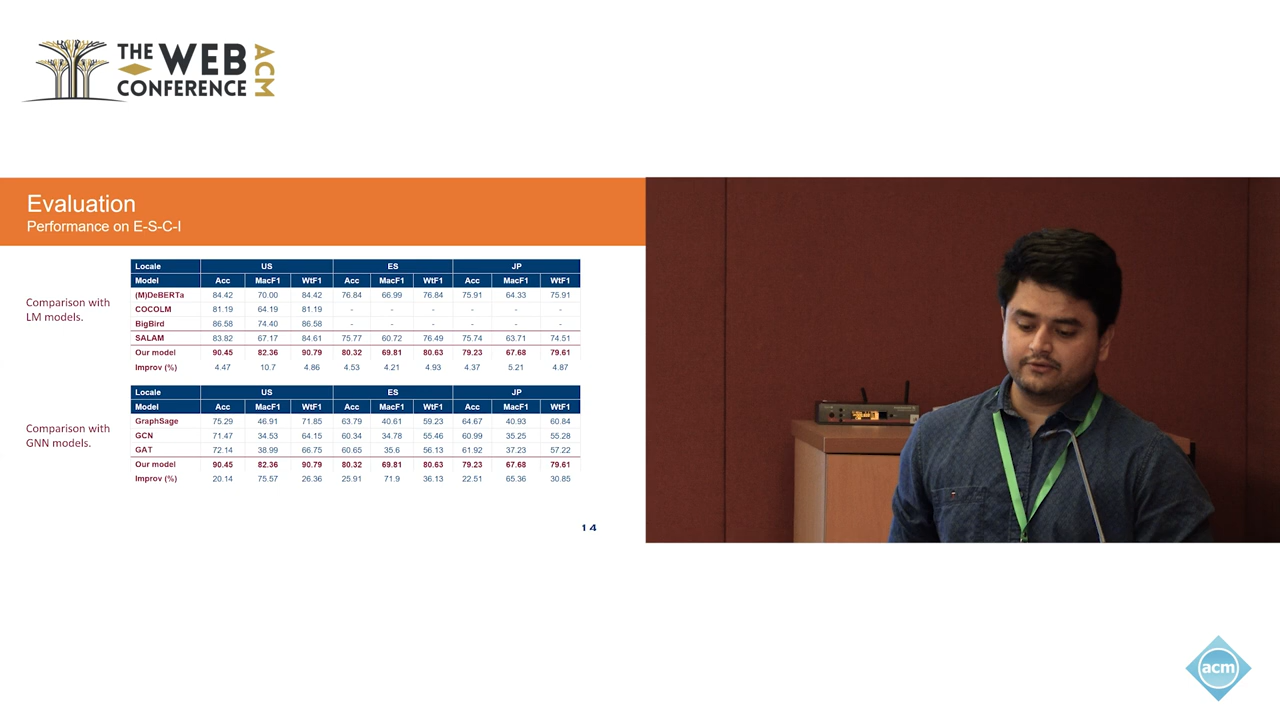 THE WEB CONFERENCE ACM
Evaluation
Performance on E-S-C-I
Comparison with
LM models.
Locale US ES JP
Model Acc MacF1 WtF1 Acc MacF1 WtF1 Acc MacF1 WtF1
(M)DeBERTa 84.42 70.00 84.42 76.84 66.99 76.84 75.91 64.33 75.91
COCOLM 81.19 64.19 81.19 - - - - - -
BigBird 86.58 74.40 86.58 - - - - - -
SALAM 83.82 67.17 84.61 75.77 60.72 76.49 75.74 63.71 74.51
Our model 90.45 82.36 90.79 80.32 69.81 80.63 79.23 67.68 79.61
Improv (%) 4.47 10.7 4.86 4.53 4.21 4.93 4.37 5.21 4.87
Comparison with
GNN models.
Locale US ES JP
Model Acc MacF1 WtF1 Acc MacF1 WtF1 Acc MacF1 WtF1
GraphSage 75.29 46.91 71.85 63.79 40.61 59.23 64.67 40.93 60.84
GCN 71.47 34.53 64.15 60.34 34.78 55.46 60.99 35.25 55.28
GAT 72.14 38.99 66.75 60.65 35.6 56.13 61.92 37.23 57.22
Our model 90.45 82.36 90.79 80.32 69.81 80.63 79.23 67.68 79.61
Improv (%) 20.14 75.57 26.36 25.91 71.9 36.13 22.51 65.36 30.85
14
acm